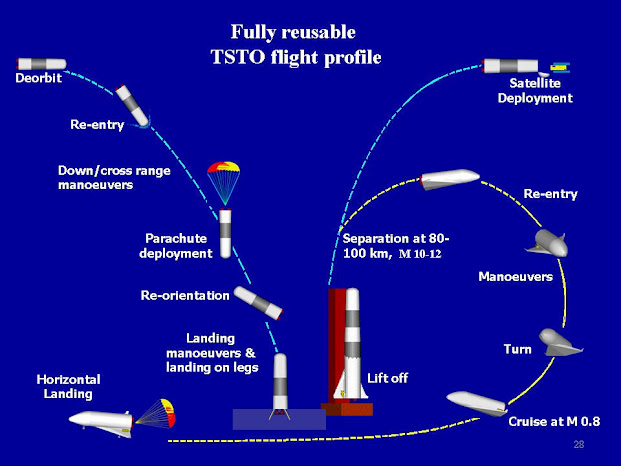 Fully reusable
TSTO flight profile
Deorbit
Satellite
Deployment
Re-entry
Down/cross range
manoeuvers
Re-entry
Parachute
deployment
Separation at 80-
100 km, M 10-12
Manoeuvers
Re-orientation
Landing
manoeuvers &
landing on legs
Turn
Lift off
Horizontal
Landing
Cruise at M 0.8
28